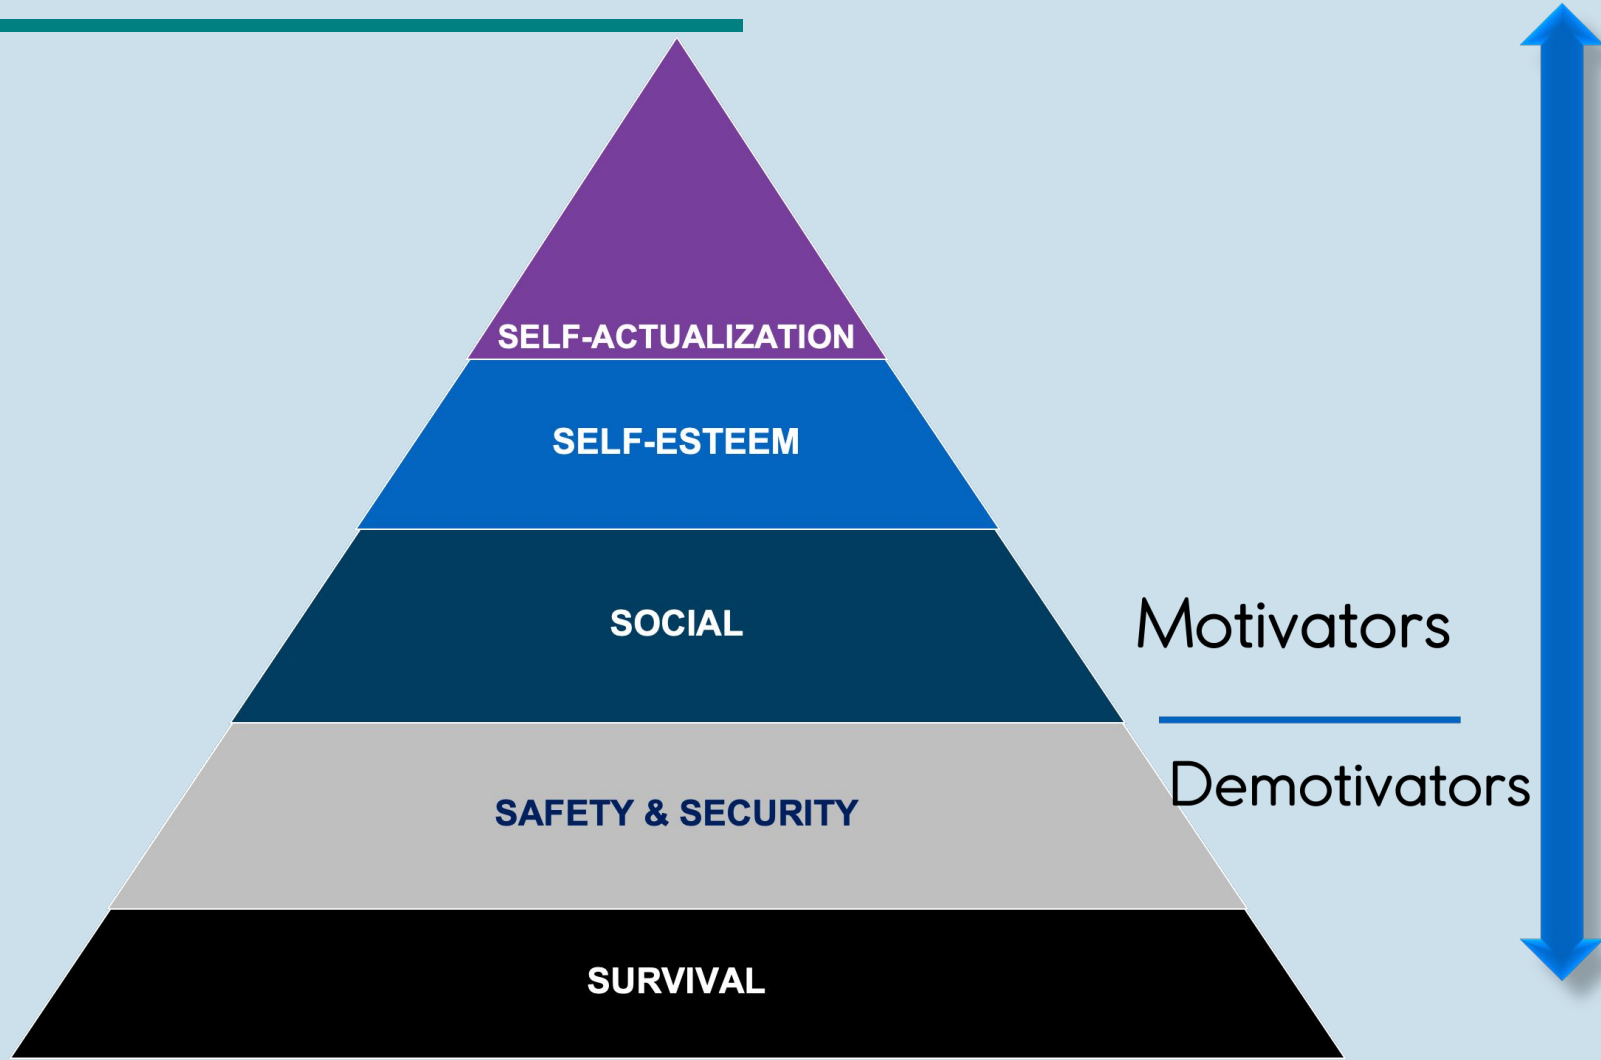 SELF-ACTUALIZATION
SELF-ESTEEM
SOCIAL
Motivators
Demotivators
SAFETY & SECURITY
SURVIVAL